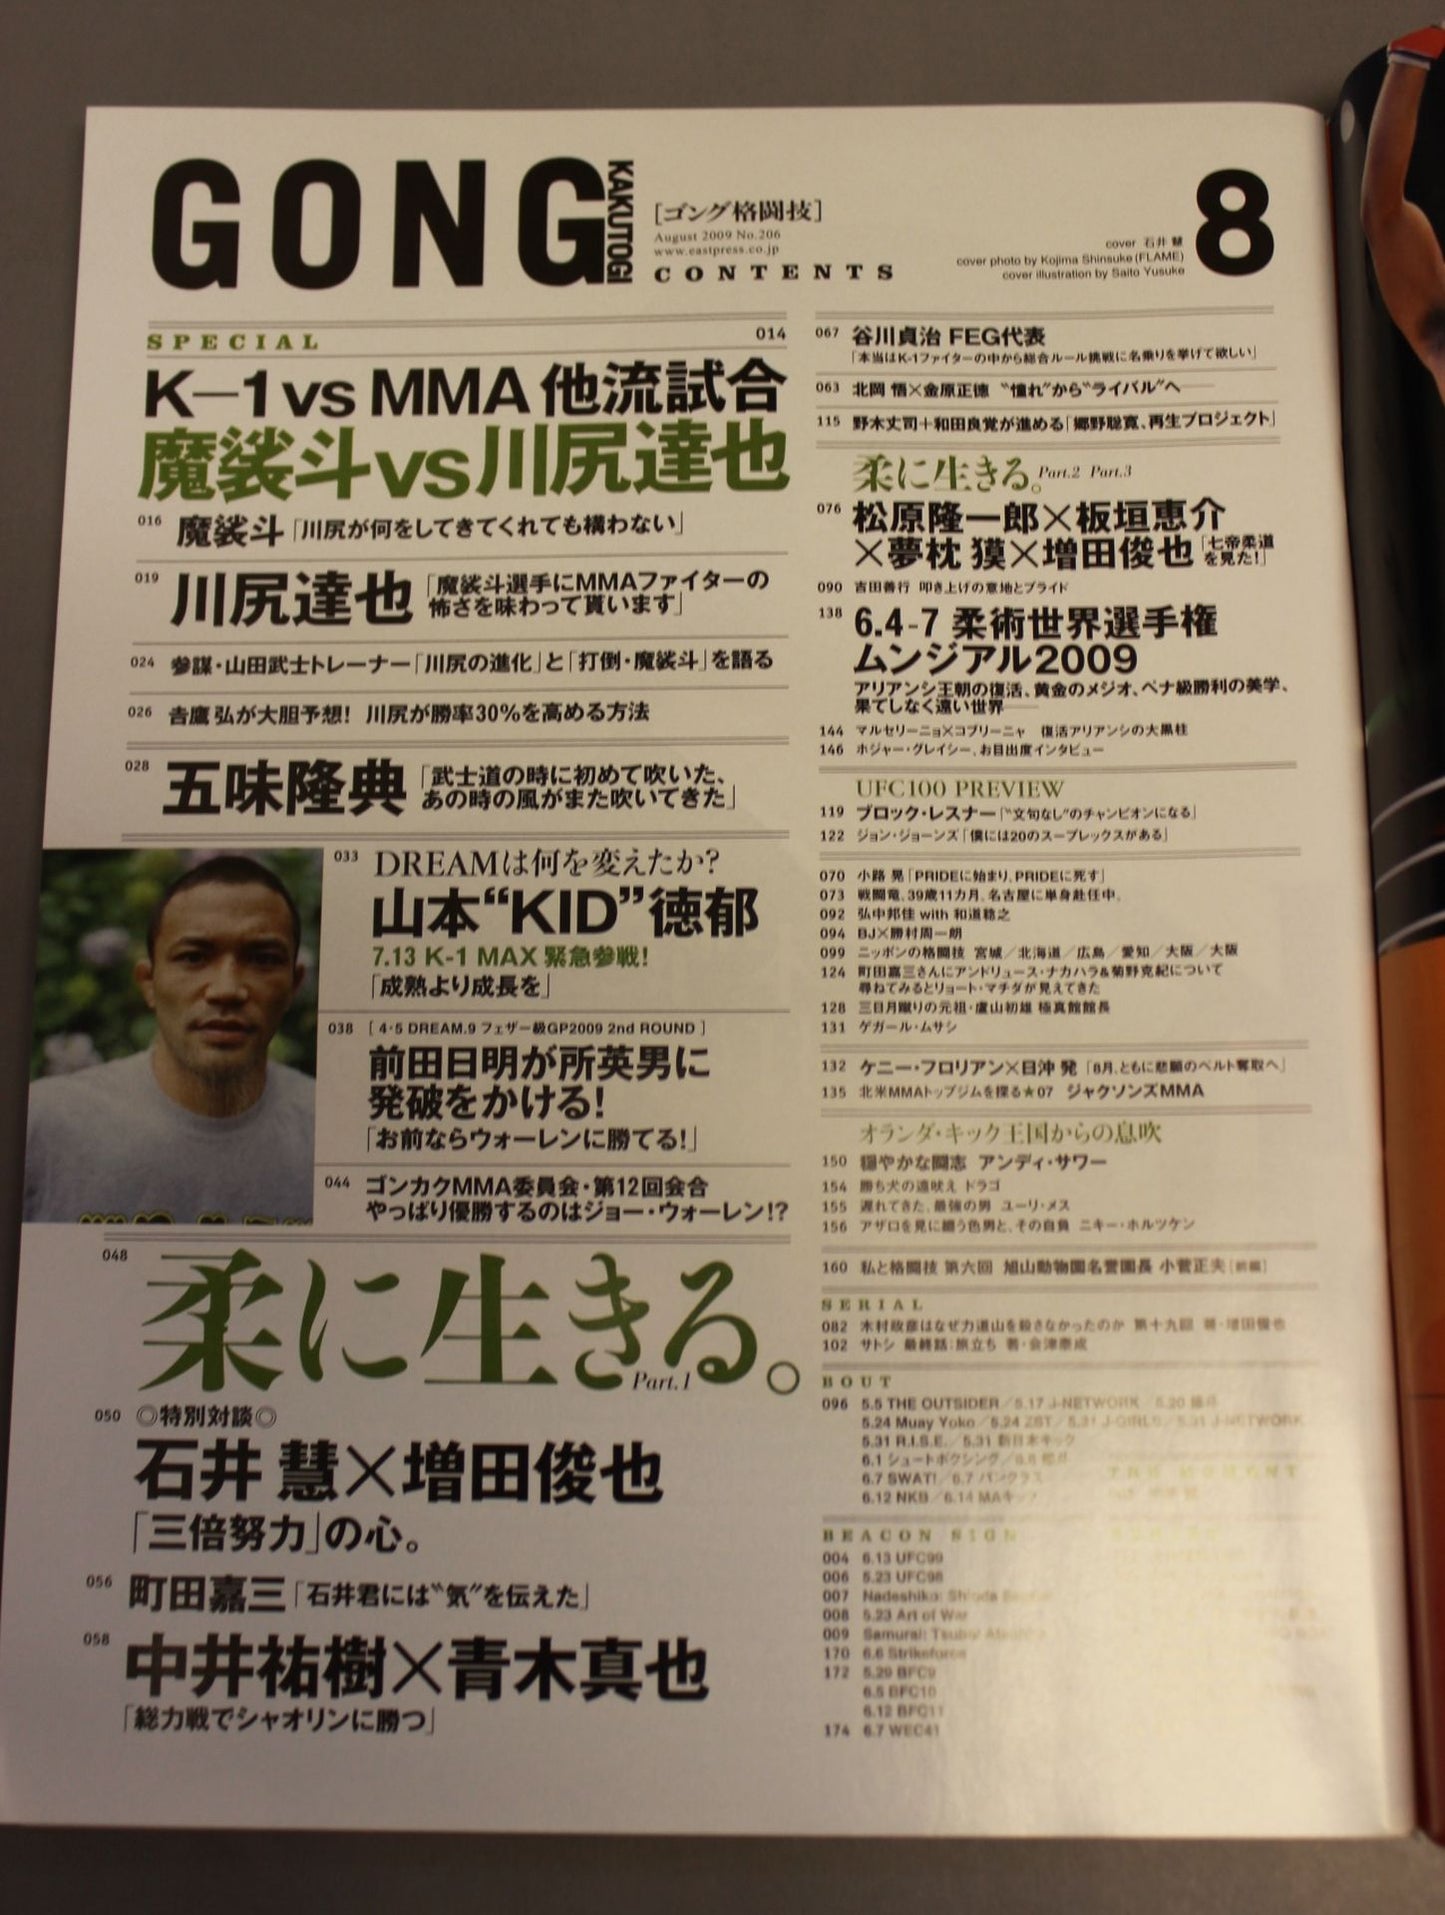 GONG
KAKUTOGI
[ゴング格闘技]
August 2009 No.206
www.eastpress.co.jp
CONTENTS
cover 石井 慧
cover photo by Kojima Shinsuke (FLAME)
cover illustration by Saito Yusuke
8
SPECIAL
014
K-1 vs MMA 他流試合
魔裟斗vs川尻達也
016 魔裟斗「川尻が何をしてきてくれても構わない」
019 川尻達也「魔裟斗選手にMMAファイターの
怖さを味わって貰います」
024 参謀・山田武士トレーナー「川尻の進化」と「打倒・魔裟斗」を語る
026 吉鷹 弘が大胆予想! 川尻が勝率30%を高める方法
028 五味隆典「武士道の時に初めて吹いた、
あの時の風がまた吹いてきた」
033 DREAMは何を変えたか?
山本“KID”徳郁
7.13 K-1 MAX 緊急参戦!
「成熟より成長を」
038 [ 4・5 DREAM.9 フェザー級GP2009 2nd ROUND ]
前田日明が所英男に
発破をかける!
「お前ならウォーレンに勝てる!」
044 ゴンカクMMA委員会・第12回会合
やっぱり優勝するのはジョー・ウォーレン!?
048
柔に生きる。
Part.1
050 ◎特別対談◎
石井 慧×増田俊也
「三倍努力」の心。
056 町田嘉三「石井君には〝気〟を伝えた」
058 中井祐樹×青木真也
「総力戦でシャオリンに勝つ」
067 谷川貞治 FEG代表
「本当はK-1ファイターの中から総合ルール挑戦に名乗りを挙げて欲しい」
063 北岡 悟×金原正徳 〝憧れ〟から〝ライバル〟へ――
115 野木丈司+和田良覚が進める「郷野聡寛、再生プロジェクト」
柔に生きる。Part.2 Part.3
076 松原隆一郎×板垣恵介
×夢枕 獏×増田俊也「七帝柔道
を見た!」
090 吉田善行 叩き上げの意地とプライド
138 6.4-7 柔術世界選手権
ムンジアル2009
アリアンシ王朝の復活、黄金のメジオ、ペナ級勝利の美学、
果てしなく遠い世界――
144 マルセリーニョ×コブリーニャ 復活アリアンシの大黒柱
146 ホジャー・グレイシー、お目出度インタビュー
UFC100 PREVIEW
119 ブロック・レスナー「〝文句なし〟のチャンピオンになる」
122 ジョン・ジョーンズ「僕には20のスープレックスがある」
070 小路 晃「PRIDEに始まり、PRIDEに死す」
073 戦闘竜、39歳11カ月、名古屋に単身赴任中。
092 弘中邦佳 with 和道稔之
094 BJ×勝村周一朗
099 ニッポンの格闘技 宮城/北海道/広島/愛知/大阪/大阪
124 町田嘉三さんにアンドリュース・ナカハラ&菊野克紀について
尋ねてみるとリョート・マチダが見えてきた
128 三日月蹴りの元祖・盧山初雄 極真館館長
131 ゲガール・ムサシ
132 ケニー・フロリアン×日沖 発「8月、ともに悲願のベルト奪取へ」
135 北米MMAトップジムを探る★07 ジャクソンズMMA
オランダ・キック王国からの息吹
150 穏やかな闘志 アンディ・サワー
154 勝ち犬の遠吠え ドラゴ
155 遅れてきた、最強の男 ユーリ・メス
156 アザロを見に纏う色男と、その自負 ニキー・ホルツケン
160 私と格闘技 第六回 旭山動物園名誉園長 小菅正夫[前編]
SERIAL
082 木村政彦はなぜ力道山を殺さなかったのか 第十九回 著・増田俊也
102 サトシ 最終話:旅立ち 著・会津泰成
BOUT
096 5.5 THE OUTSIDER/5.17 J-NETWORK/5.20
5.24 Muay Yoko/5.24 ZST/5.31 J-GIRLS/5.31 J-NETWORK
5.31 R.I.S.E./5.31 新日本キック
6.1 シュートボクシング
6.7 SWAT!/6.7 パンクラス
6.12 NKB/6.14 MAキック
BEACON SIGN
004 6.13 UFC99
006 5.23 UFC98
007 Nadeshiko:
008 5.23 Art of War
009 Samurai:
170 6.6 Strikeforce
172 5.29 BFC9
6.5 BFC10
6.12 BFC11
174 6.7 WEC41